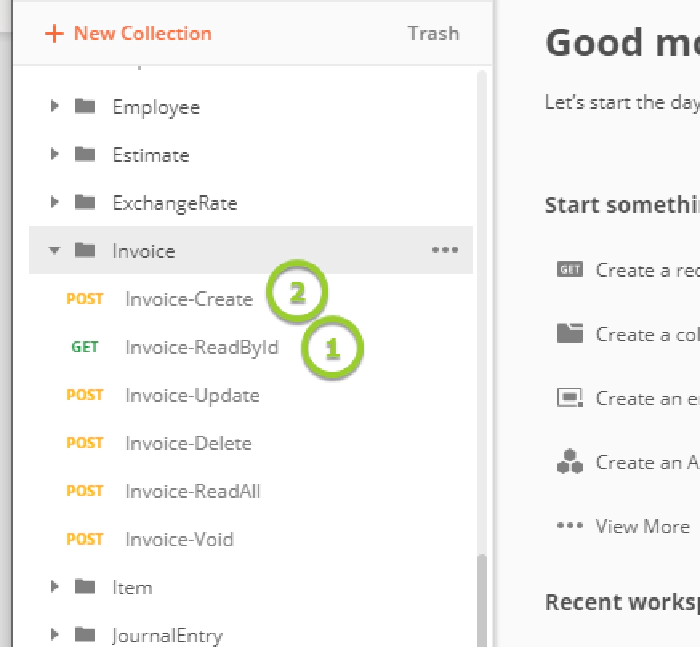 + New Collection
Trash
Employee
Estimate
ExchangeRate
Invoice
POST Invoice-Create 2
GET Invoice-ReadById 1
POST Invoice-Update
POST Invoice-Delete
POST Invoice-ReadAll
POST Invoice-Void
Item
JournalEntry
Good mo
Let's start the day
Start somethi
GET Create a req
Create a col
Create an e
Create an A
View More
Recent worksp